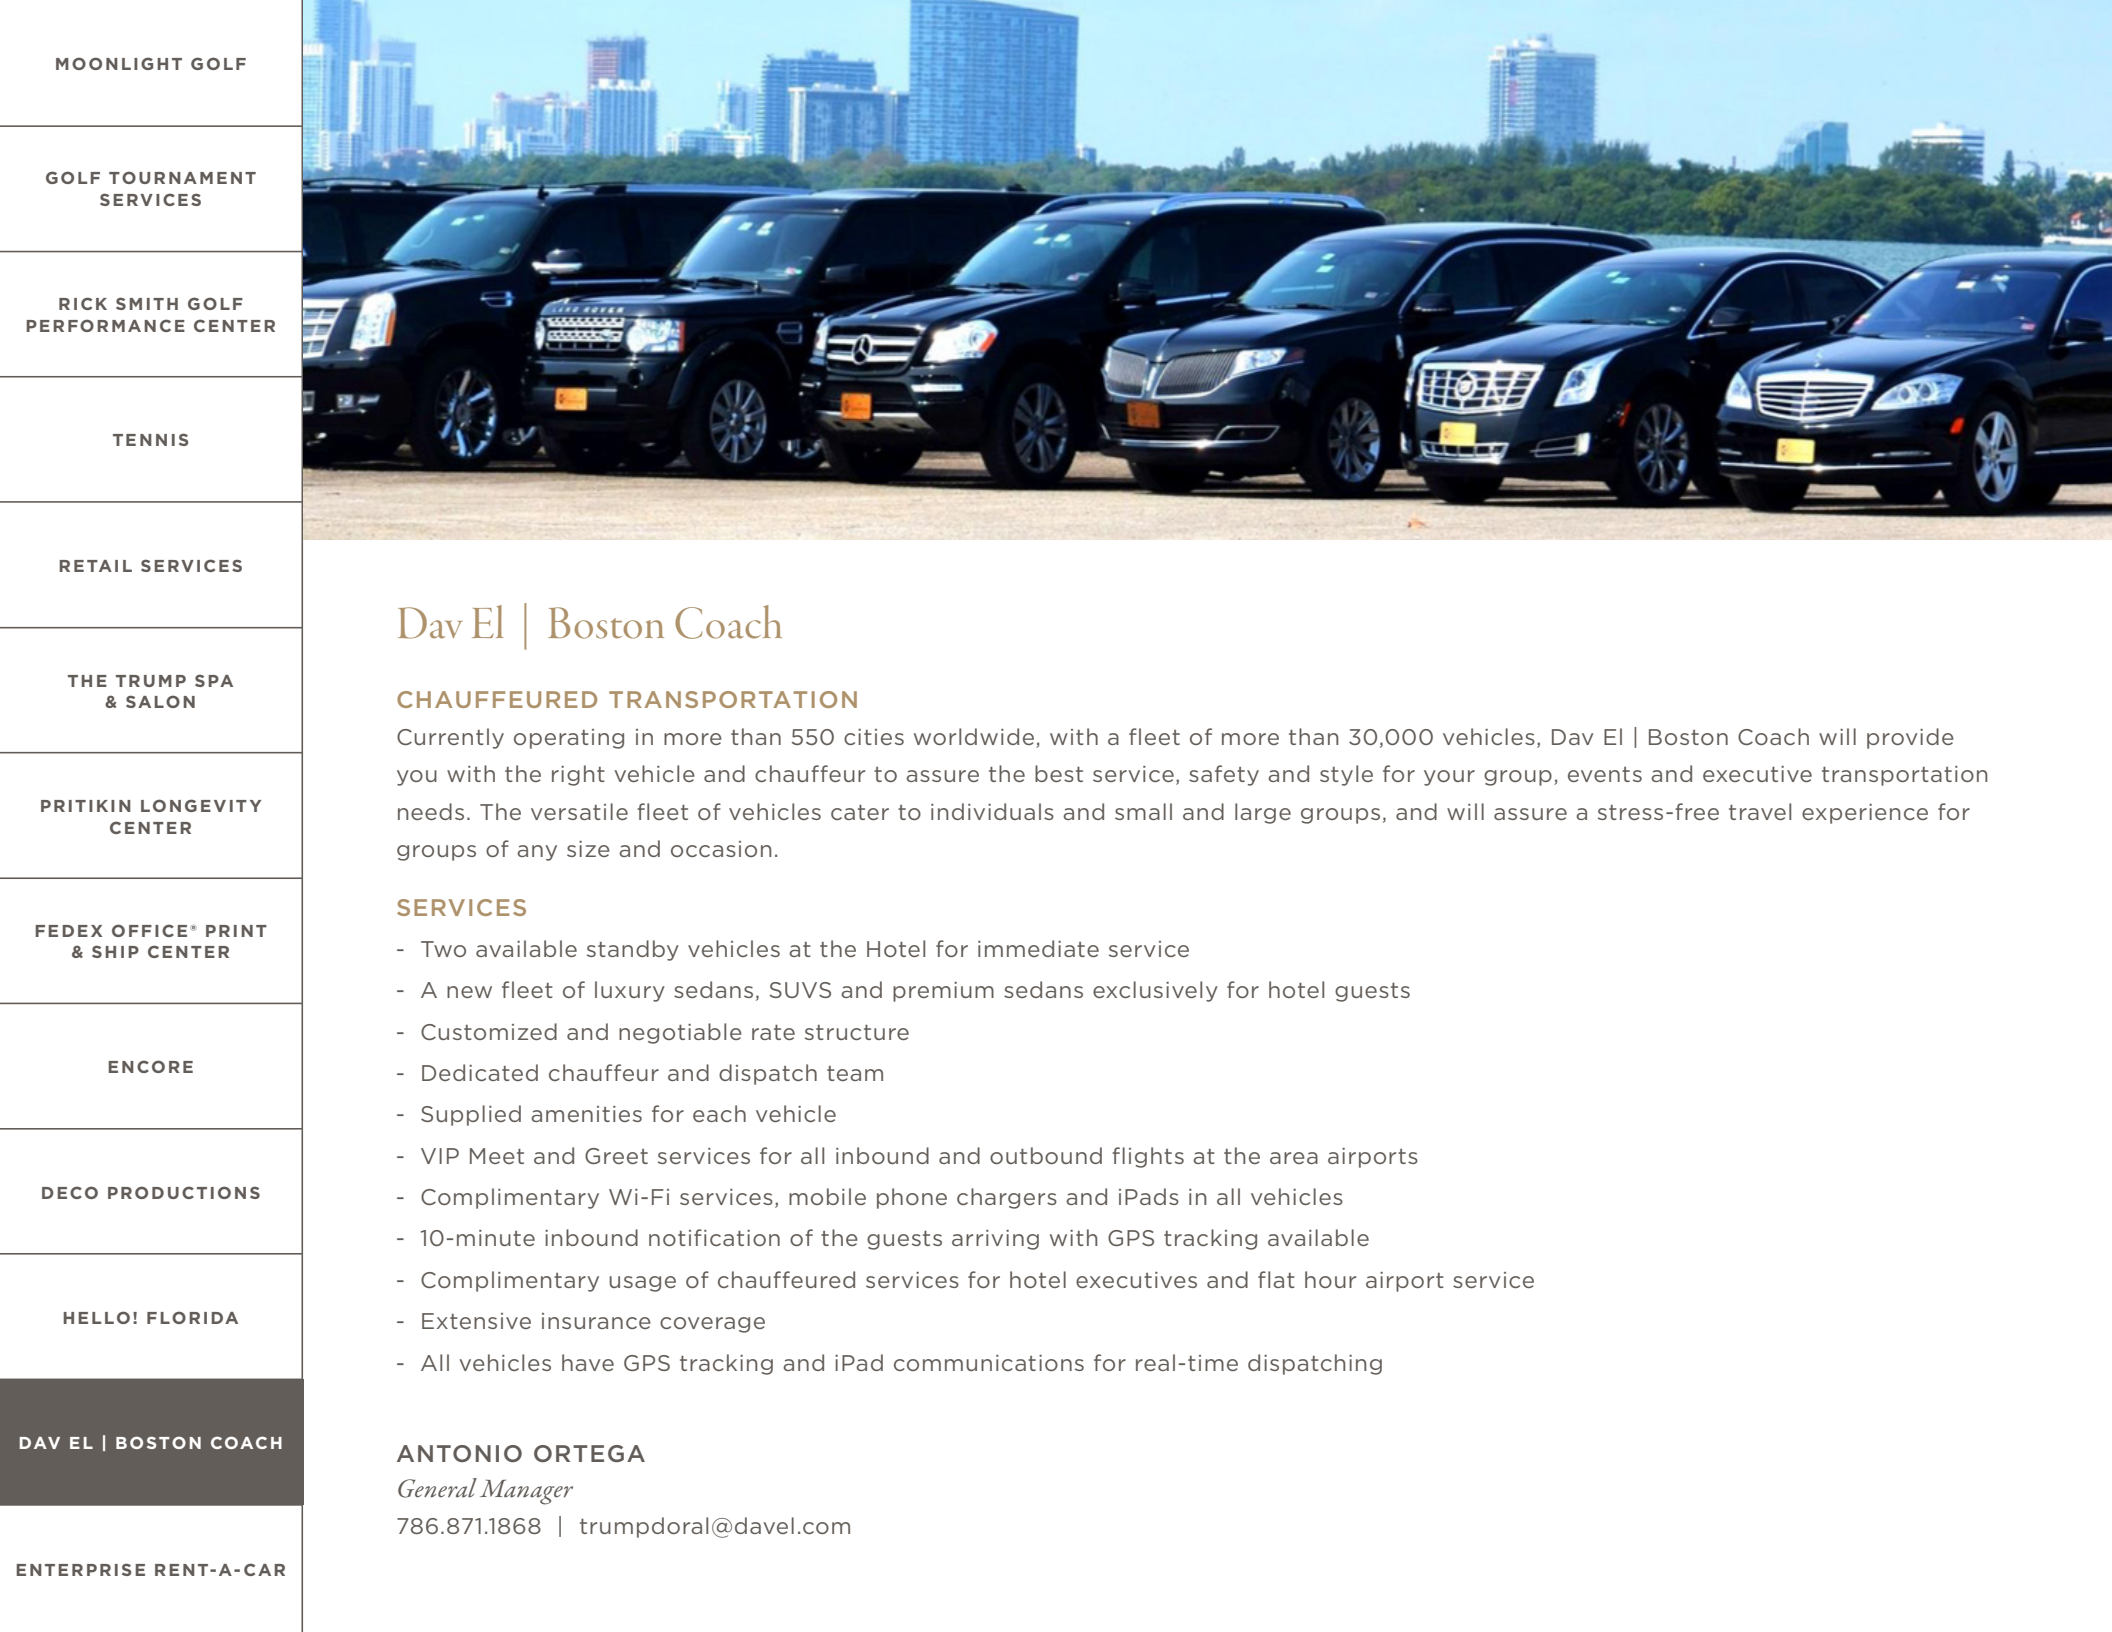 MOONLIGHT GOLF
GOLF TOURNAMENT
SERVICES
RICK SMITH GOLF
PERFORMANCE CENTER
TENNIS
RETAIL SERVICES
THE TRUMP SPA
& SALON
PRITIKIN LONGEVITY
CENTER
FEDEX OFFICE® PRINT
& SHIP CENTER
ENCORE
DECO PRODUCTIONS
HELLO! FLORIDA
DAV EL | BOSTON COACH
ENTERPRISE RENT-A-CAR
LAND ROVER
Dav El | Boston Coach
CHAUFFEURED TRANSPORTATION
Currently operating in more than 550 cities worldwide, with a fleet of more than 30,000 vehicles, Dav El | Boston Coach will provide
you with the right vehicle and chauffeur to assure the best service, safety and style for your group, events and executive transportation
needs. The versatile fleet of vehicles cater to individuals and small and large groups, and will assure a stress-free travel experience for
groups of any size and occasion.
SERVICES
- Two available standby vehicles at the Hotel for immediate service
- A new fleet of luxury sedans, SUVS and premium sedans exclusively for hotel guests
- Customized and negotiable rate structure
- Dedicated chauffeur and dispatch team
- Supplied amenities for each vehicle
- VIP Meet and Greet services for all inbound and outbound flights at the area airports
- Complimentary Wi-Fi services, mobile phone chargers and iPads in all vehicles
- 10-minute inbound notification of the guests arriving with GPS tracking available
- Complimentary usage of chauffeured services for hotel executives and flat hour airport service
- Extensive insurance coverage
- All vehicles have GPS tracking and iPad communications for real-time dispatching
ANTONIO ORTEGA
General Manager
786.871.1868 | trumpdoral@davel.com